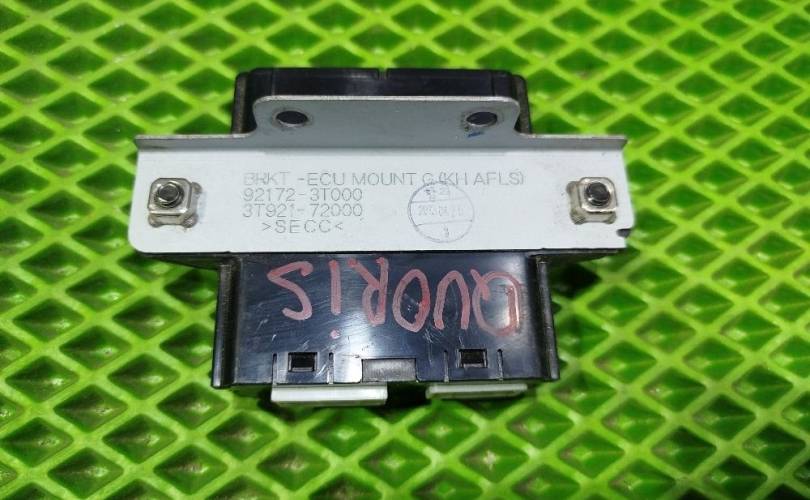 BRKT -ECU MOUNT G (KH AFLS)
92172-3T000
3T921-72000
>SECC<
QUORIS